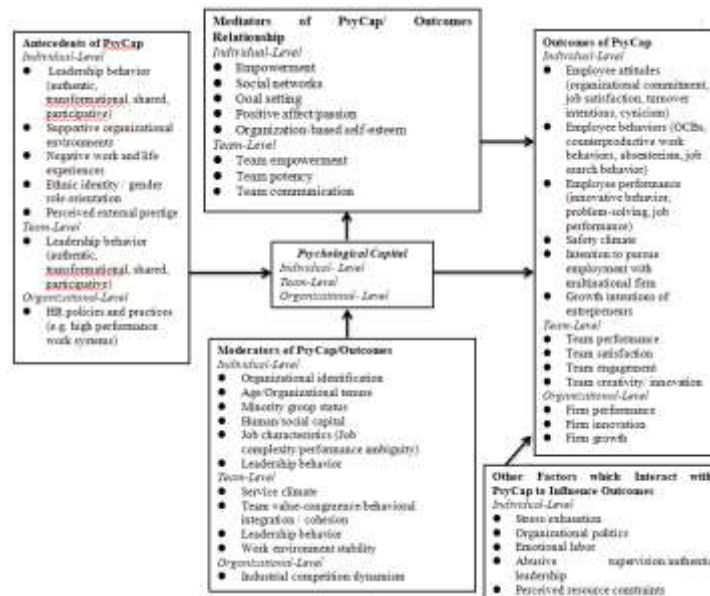 Antecedents of PsyCap
Individual-Level
Leadership behavior
(authentic,
transformational, shared,
participative)
Supportive organizational
environments
Negative work and life
experiences
Ethnic identity / gender
role orientation
Perceived external prestige
Team-Level
Leadership behavior
(authentic,
transformational, shared,
participative)
Organizational-Level
HR policies and practices
(e.g. high performance
work systems)
Mediators of PsyCap/ Outcomes
Relationship
Individual-Level
Empowerment
Social networks
Goal setting
Positive affect/passion
Organization-based self-esteem
Team-Level
Team empowerment
Team potency
Team communication
Psychological Capital
Individual- Level
Team-Level
Organizational- Level
Moderators of PsyCap/Outcomes
Individual-Level
Organizational identification
Age/Organizational tenure
Minority group status
Human/social capital
Job characteristics (Job
complexity/performance ambiguity)
Leadership behavior
Team-Level
Service climate
Team value-congruence behavioral
integration / cohesion
Leadership behavior
Work environment stability
Organizational-Level
Industrial competition/dynamism
Outcomes of PsyCap
Individual-Level
Employee attitudes
(organizational commitment,
job satisfaction, turnover
intentions, cynicism)
Employee behaviors (OCBs,
counterproductive work
behaviors, absenteeism, job
search behavior)
Employee performance
(innovative behavior,
problem-solving, job
performance)
Safety climate
Intention to pursue
employment with
multinational firm
Growth intentions of
entrepreneurs
Team-Level
Team performance
Team satisfaction
Team engagement
Team creativity/ innovation
Organizational-Level
Firm performance
Firm innovation
Firm growth
Other Factors which Interact with
PsyCap to Influence Outcomes
Individual-Level
Stress exhaustion
Organizational politics
Emotional labor
Abusive supervision/authentic
leadership
Perceived resource constraints